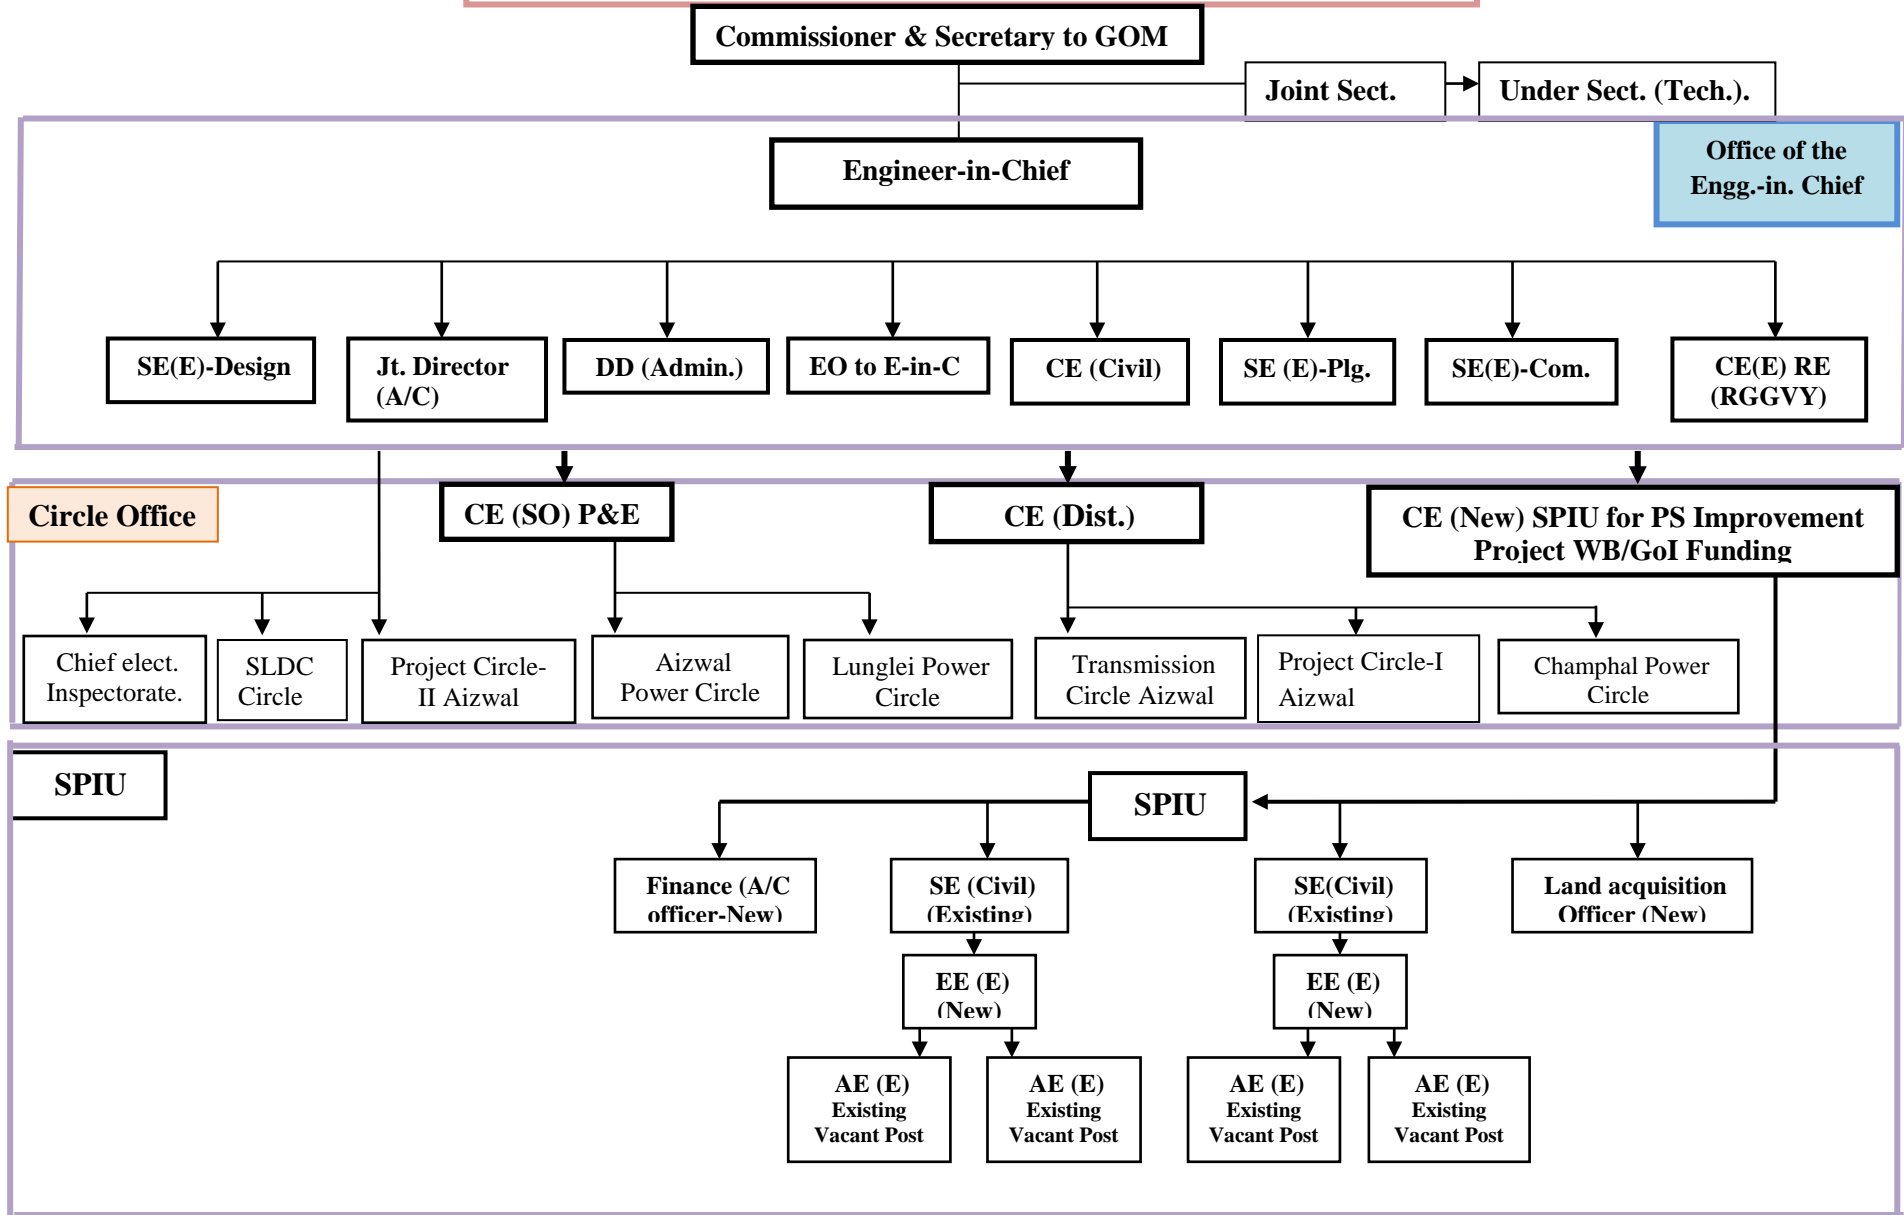 Commissioner & Secretary to GOM
Joint Sect.
Under Sect. (Tech.).
Engineer-in-Chief
Office of the
Engg.-in. Chief
SE(E)-Design
Jt. Director
(A/C)
DD (Admin.)
EO to E-in-C
CE (Civil)
SE (E)-Plg.
SE(E)-Com.
CE(E) RE
(RGGVY)
Circle Office
CE (SO) P&E
CE (Dist.)
CE (New) SPIU for PS Improvement
Project WB/GoI Funding
Chief elect.
Inspectorate.
SLDC
Circle
Project Circle-
II Aizwal
Aizwal
Power Circle
Lunglei Power
Circle
Transmission
Circle Aizwal
Project Circle-I
Aizwal
Champhal Power
Circle
SPIU
SPIU
Finance (A/C
officer-New)
SE (Civil)
(Existing)
SE(Civil)
(Existing)
Land acquisition
Officer (New)
EE (E)
(New)
EE (E)
(New)
AE (E)
Existing
Vacant Post
AE (E)
Existing
Vacant Post
AE (E)
Existing
Vacant Post
AE (E)
Existing
Vacant Post